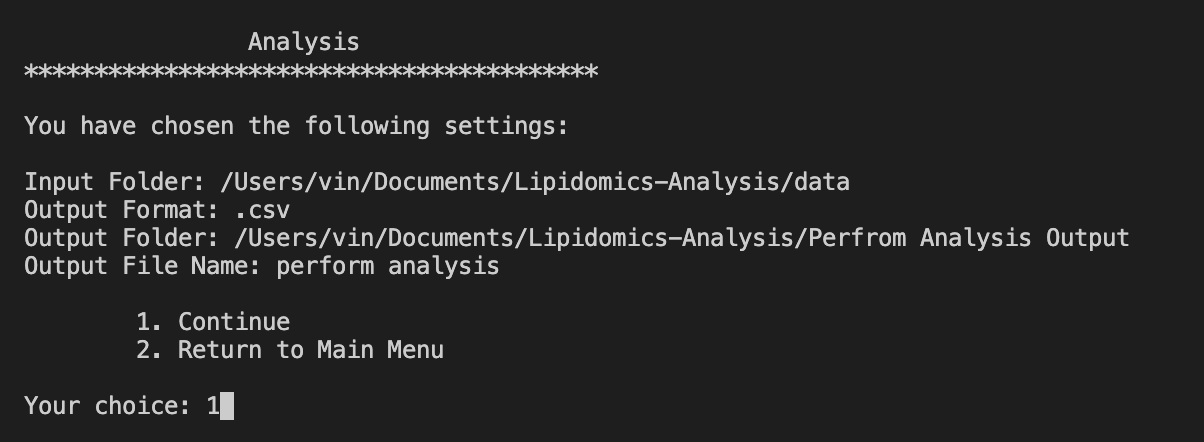 Analysis
*****************************************
You have chosen the following settings:
Input Folder: /Users/vin/Documents/Lipidomics-Analysis/data
Output Format: .csv
Output Folder: /Users/vin/Documents/Lipidomics-Analysis/Perfrom Analysis Output
Output File Name: perform analysis
1. Continue
2. Return to Main Menu
Your choice: 1